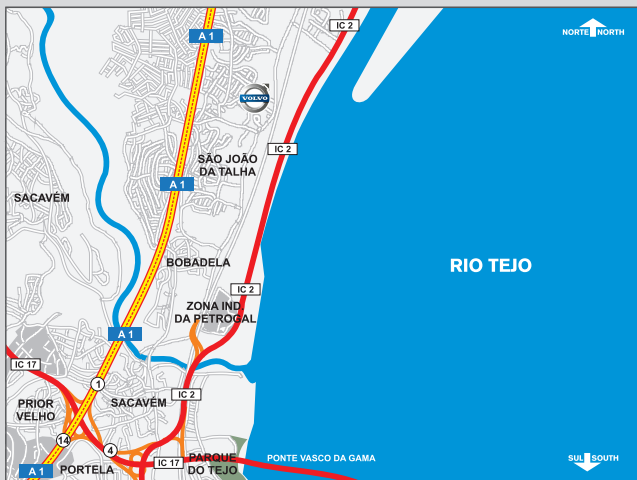 IC 2
A 1
NORTE NORTH
VOLVO
IC 2
SÃO JOÃO
DA TALHA
A 1
SACAVÉM
BOBADELA
RIO TEJO
IC 2
ZONA IND.
DA PETROGAL
A 1
IC 17
1
IC 2
PRIOR
VELHO
SACAVÉM
14
4
PARQUE
DO TEJO
IC 17
PONTE VASCO DA GAMA
SUL SOUTH
A 1
PORTELA